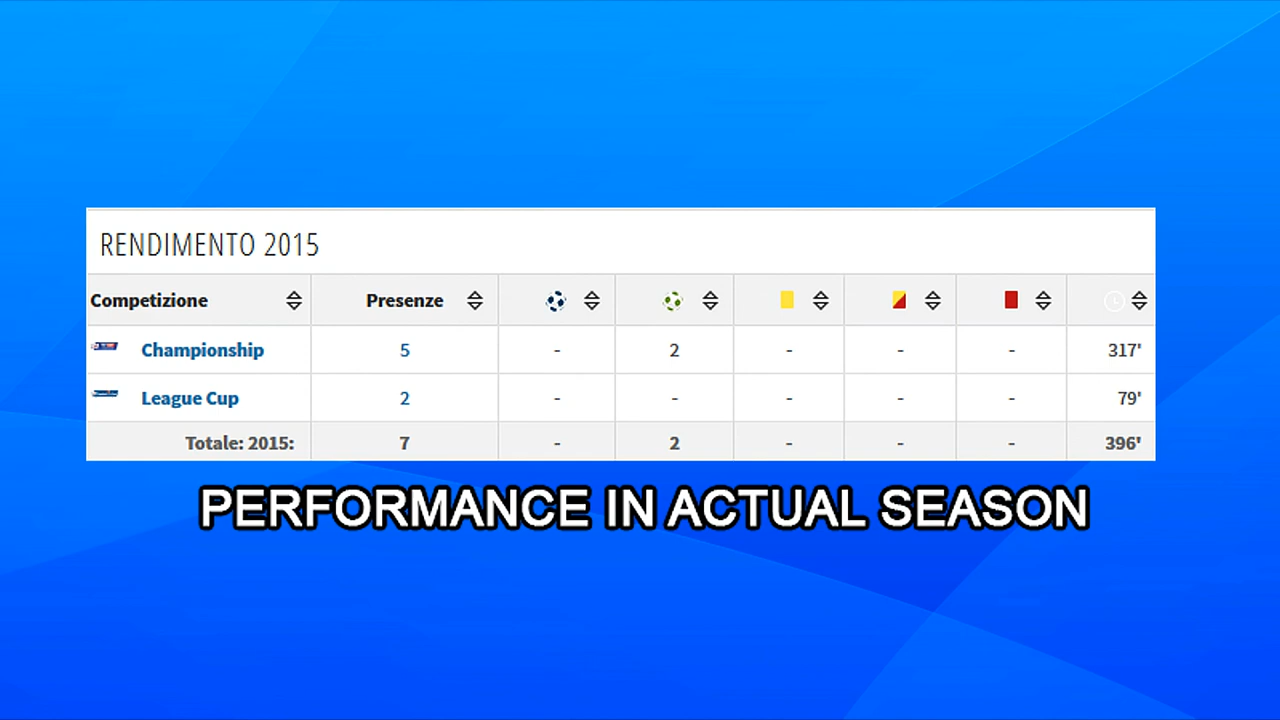 RENDIMENTO 2015
Competizione Presenze
Championship 5 - 2 - - - 317'
League Cup 2 - - - - - 79'
Totale: 2015: 7 - 2 - - - 396'
PERFORMANCE IN ACTUAL SEASON